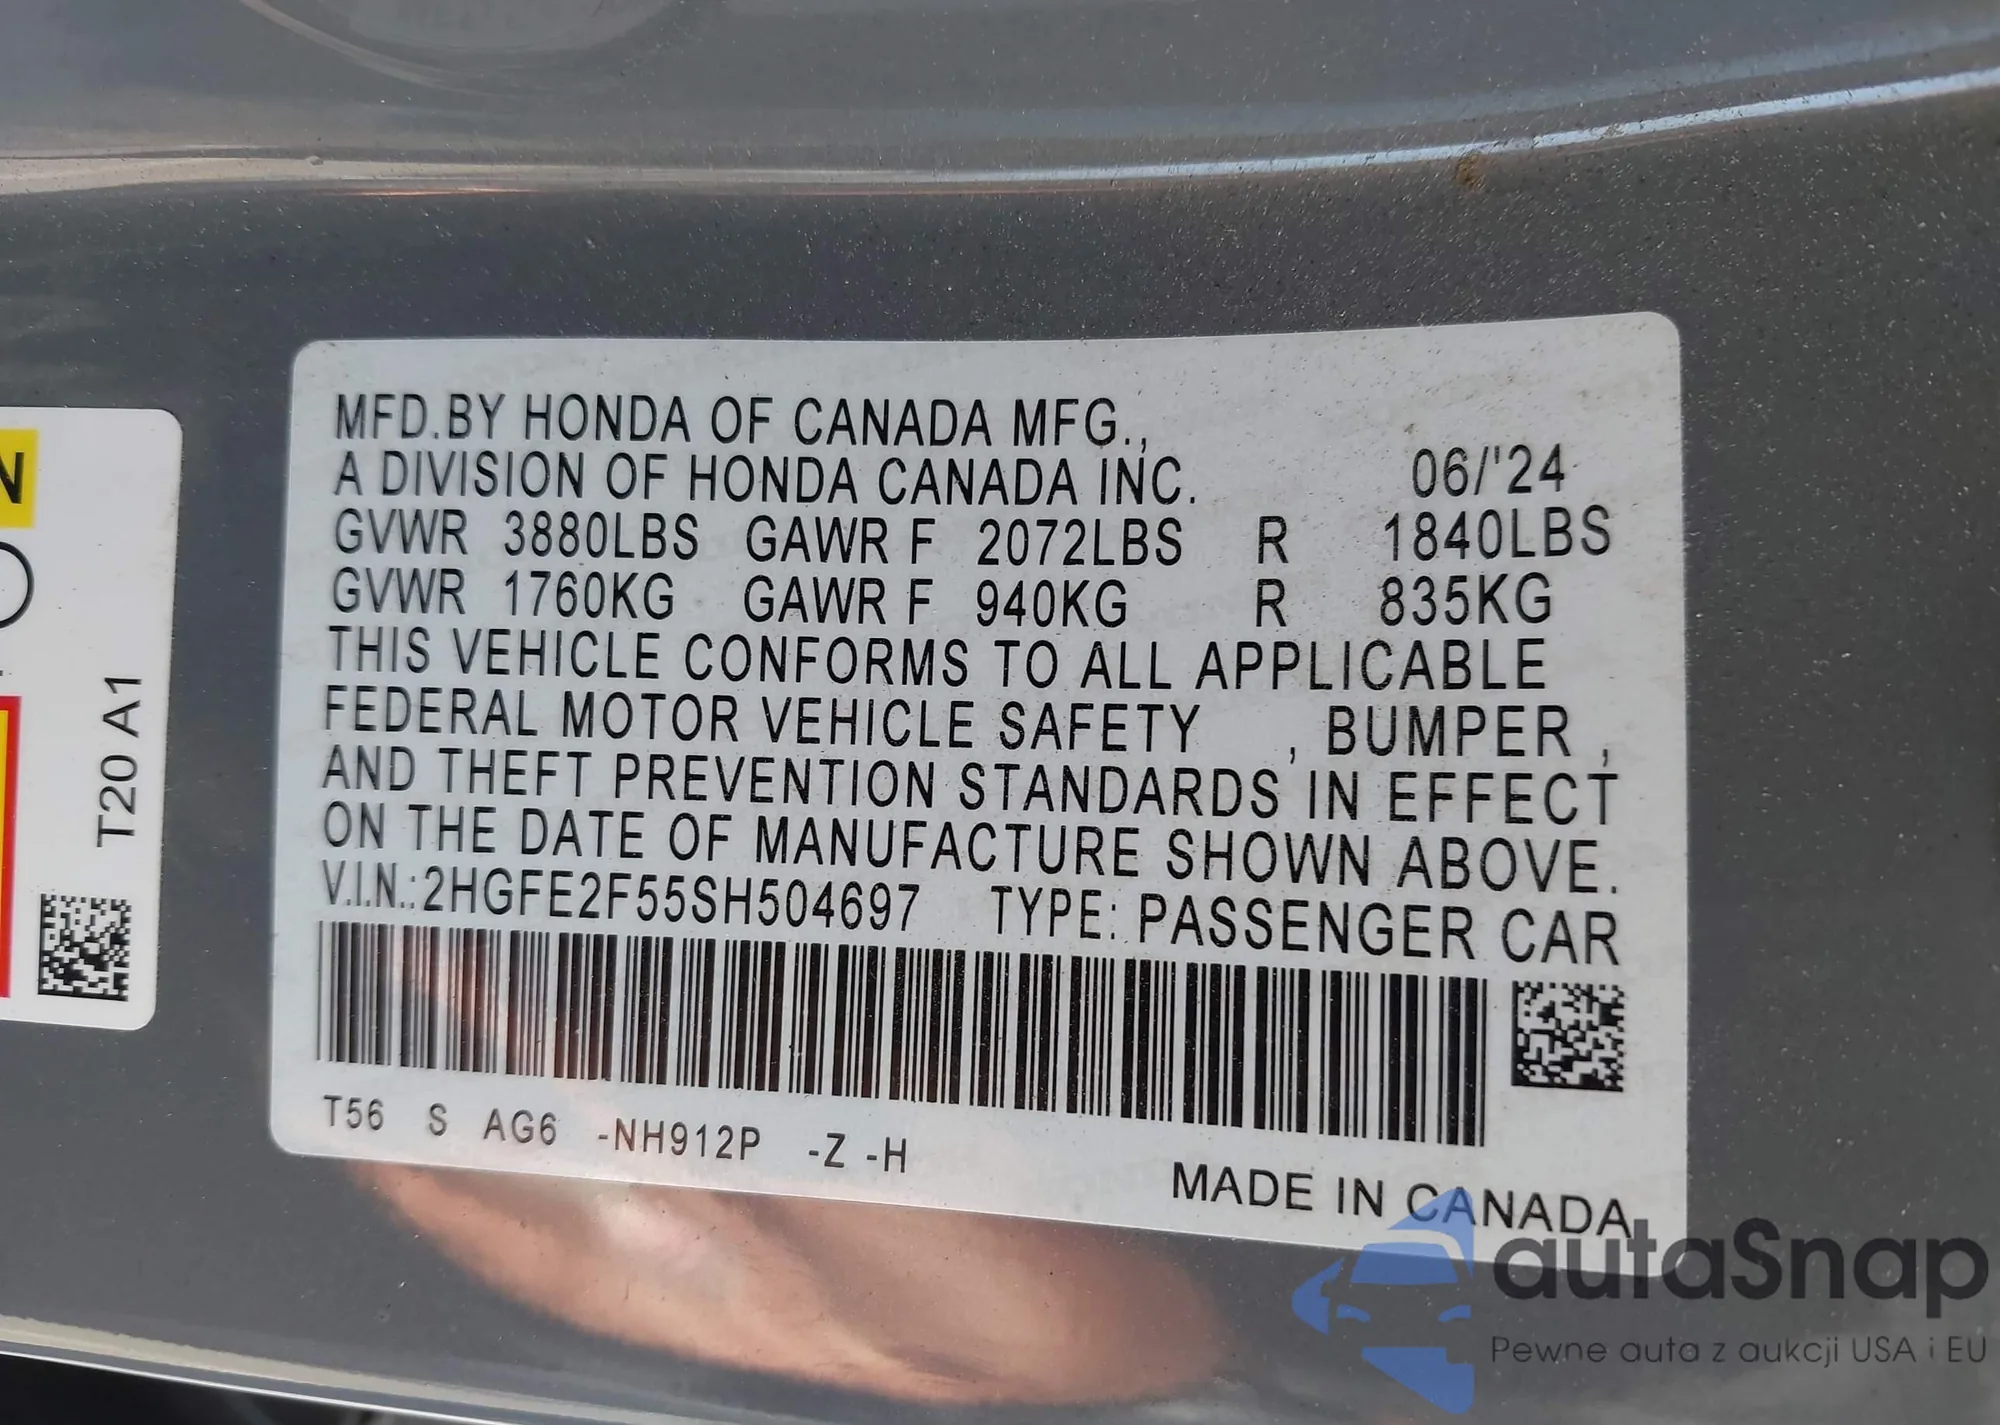 MFD.BY HONDA OF CANADA MFG.,
A DIVISION OF HONDA CANADA INC. 06/'24
GVWR 3880LBS GAWR F 2072LBS R 1840LBS
GVWR 1760KG GAWR F 940KG R 835KG
THIS VEHICLE CONFORMS TO ALL APPLICABLE
FEDERAL MOTOR VEHICLE SAFETY , BUMPER ,
AND THEFT PREVENTION STANDARDS IN EFFECT
ON THE DATE OF MANUFACTURE SHOWN ABOVE.
V.I.N.:2HGFE2F55SH504697 TYPE: PASSENGER CAR
T56 S AG6 -NH912P -Z -H
MADE IN CANADA
T20 A1
N
autaSnap
Pewne auta z aukcji USA i EU